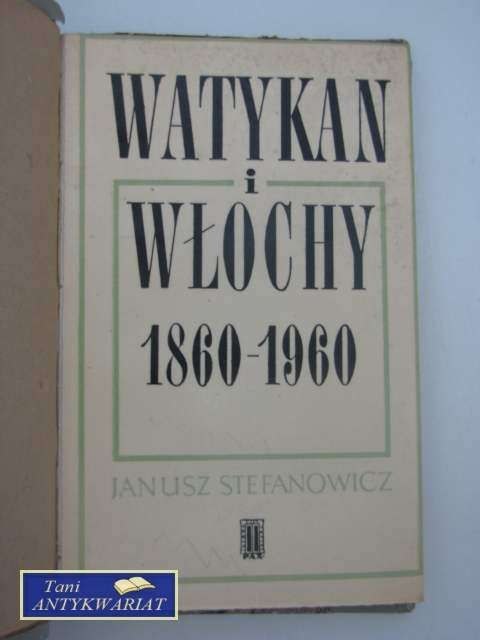 WATYKAN
i
WŁOCHY
1860-1960
JANUSZ STEFANOWICZ
PAX
Tani
ANTYKWARIAT